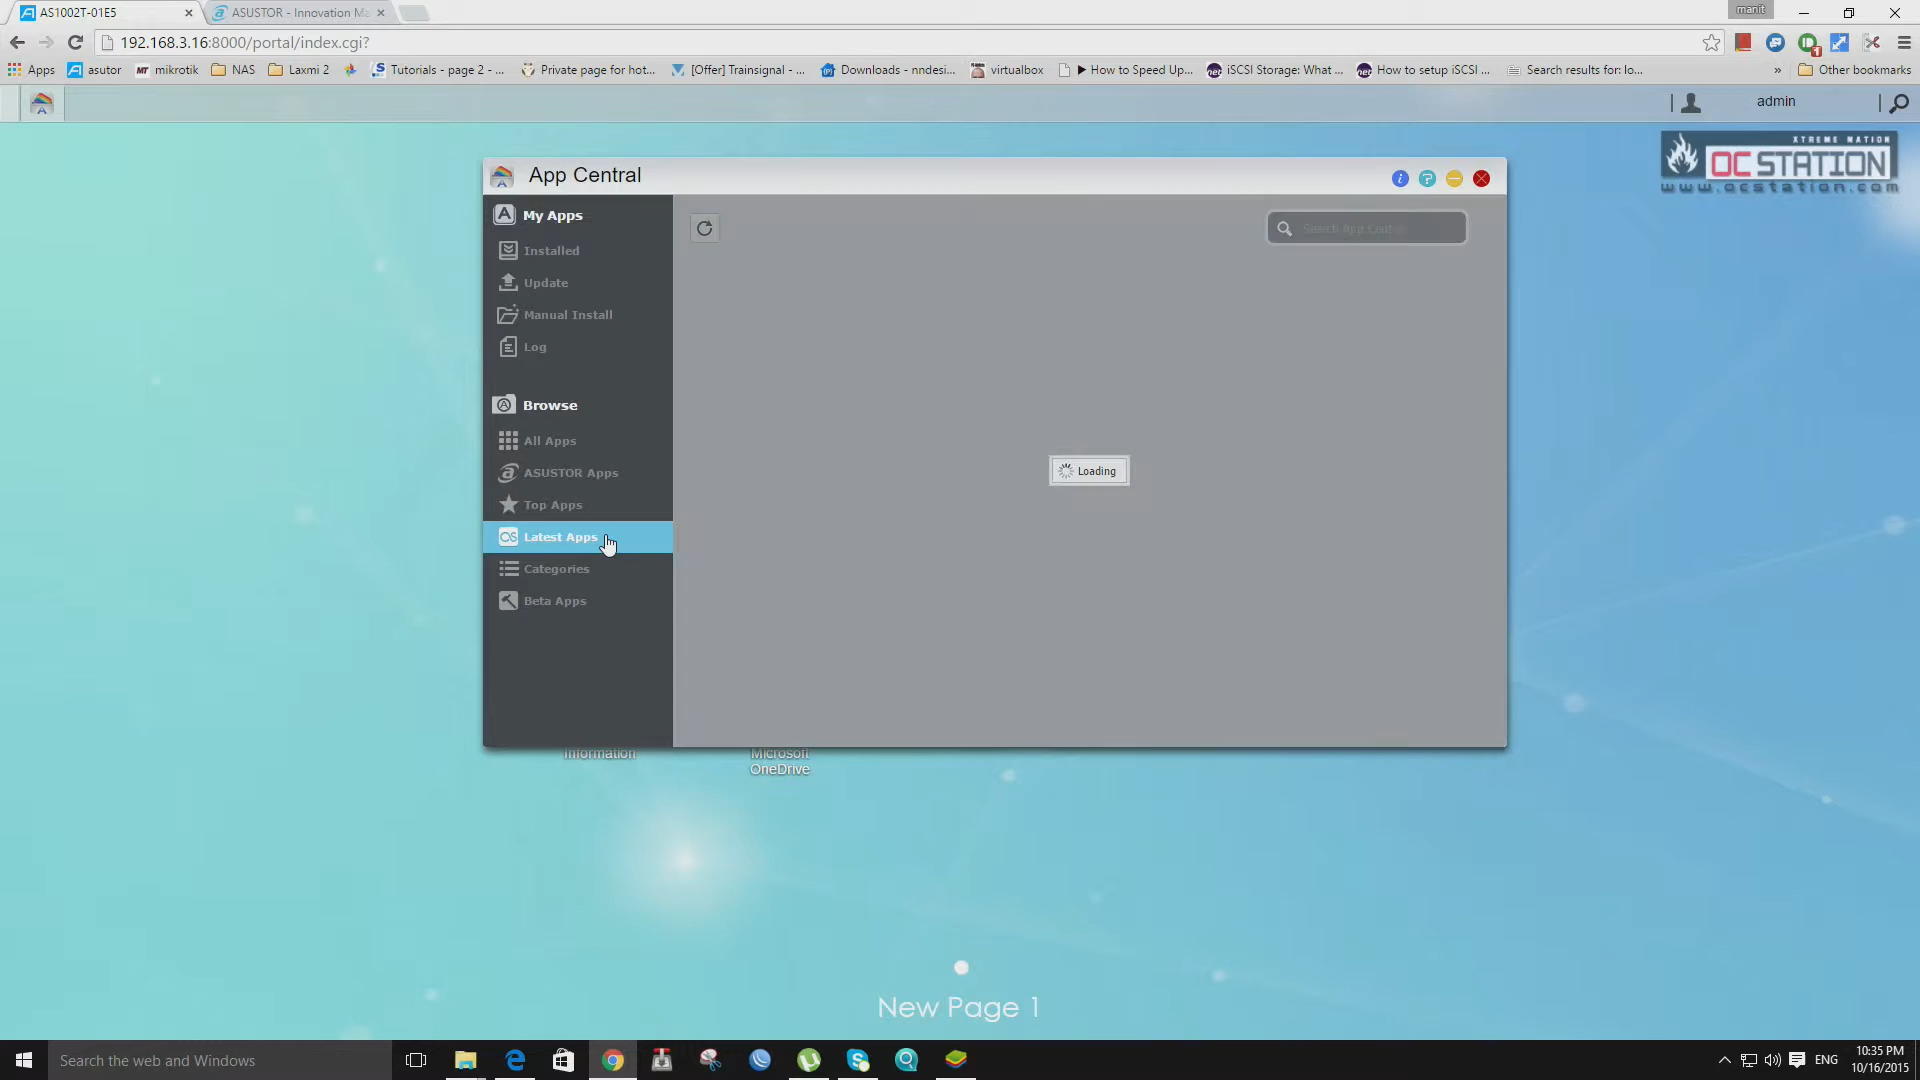 AS1002T-01E5
ASUSTOR - Innovation Ma
manit
192.168.3.16:8000/portal/index.cgi?
Apps
asutor
mikrotik
NAS
Laxmi 2
Tutorials - page 2 - ...
Private page for hot...
[Offer] Trainsignal - ...
Downloads - nndesi...
virtualbox
How to Speed Up...
iSCSI Storage: What ...
How to setup iSCSI ...
Search results for: lo...
»
Other bookmarks
admin
XTREME NATION
OCSTATION
www.ocstation.com
App Central
My Apps
Installed
Update
Manual Install
Log
Browse
All Apps
ASUSTOR Apps
Top Apps
Latest Apps
Categories
Beta Apps
Search App Central
Loading
Information
Microsoft
OneDrive
New Page 1
Search the web and Windows
ENG
10:35 PM
10/16/2015